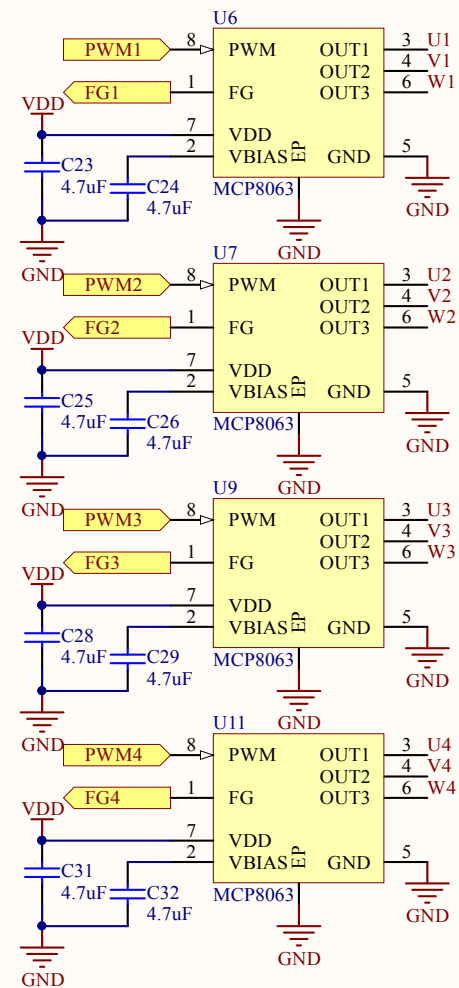 U6
PWM1 8 PWM OUT1 3 U1
OUT2 4 V1
FG1 1 FG OUT3 6 W1
VDD
7 VDD
2 VBIAS EP GND 5
C23
4.7uF
C24
4.7uF
MCP8063
GND
GND
GND
U7
PWM2 8 PWM OUT1 3 U2
OUT2 4 V2
FG2 1 FG OUT3 6 W2
VDD
7 VDD
2 VBIAS EP GND 5
C25
4.7uF
C26
4.7uF
MCP8063
GND
GND
GND
U9
PWM3 8 PWM OUT1 3 U3
OUT2 4 V3
FG3 1 FG OUT3 6 W3
VDD
7 VDD
2 VBIAS EP GND 5
C28
4.7uF
C29
4.7uF
MCP8063
GND
GND
GND
U11
PWM4 8 PWM OUT1 3 U4
OUT2 4 V4
FG4 1 FG OUT3 6 W4
VDD
7 VDD
2 VBIAS EP GND 5
C31
4.7uF
C32
4.7uF
MCP8063
GND
GND
GND